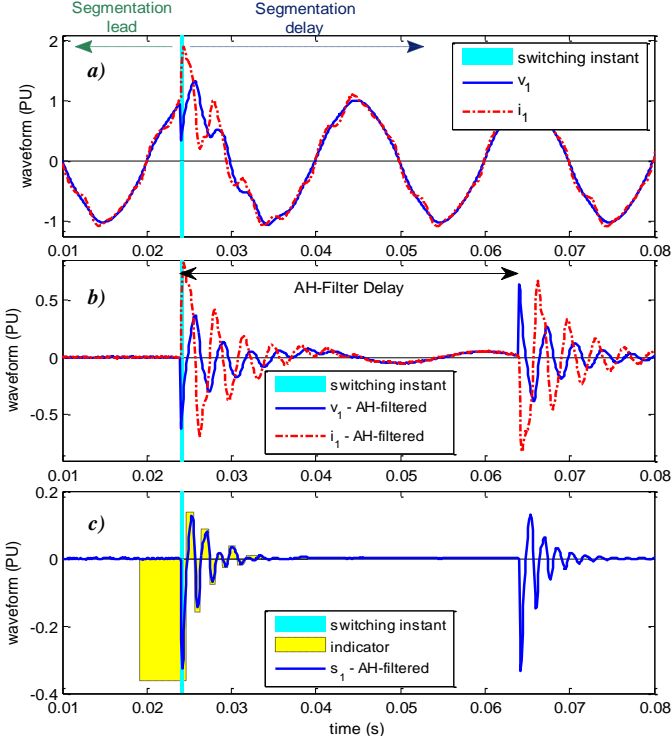 Segmentation lead
Segmentation delay
a)
waveform (PU)
2
1
0
-1
switching instant
v1
i1
0.01 0.02 0.03 0.04 0.05 0.06 0.07 0.08
b)
AH-Filter Delay
waveform (PU)
0.5
0
-0.5
switching instant
v1 - AH-filtered
i1 - AH-filtered
0.01 0.02 0.03 0.04 0.05 0.06 0.07 0.08
c)
waveform (PU)
0.2
0
-0.2
-0.4
switching instant
indicator
s1 - AH-filtered
0.01 0.02 0.03 0.04 0.05 0.06 0.07 0.08
time (s)